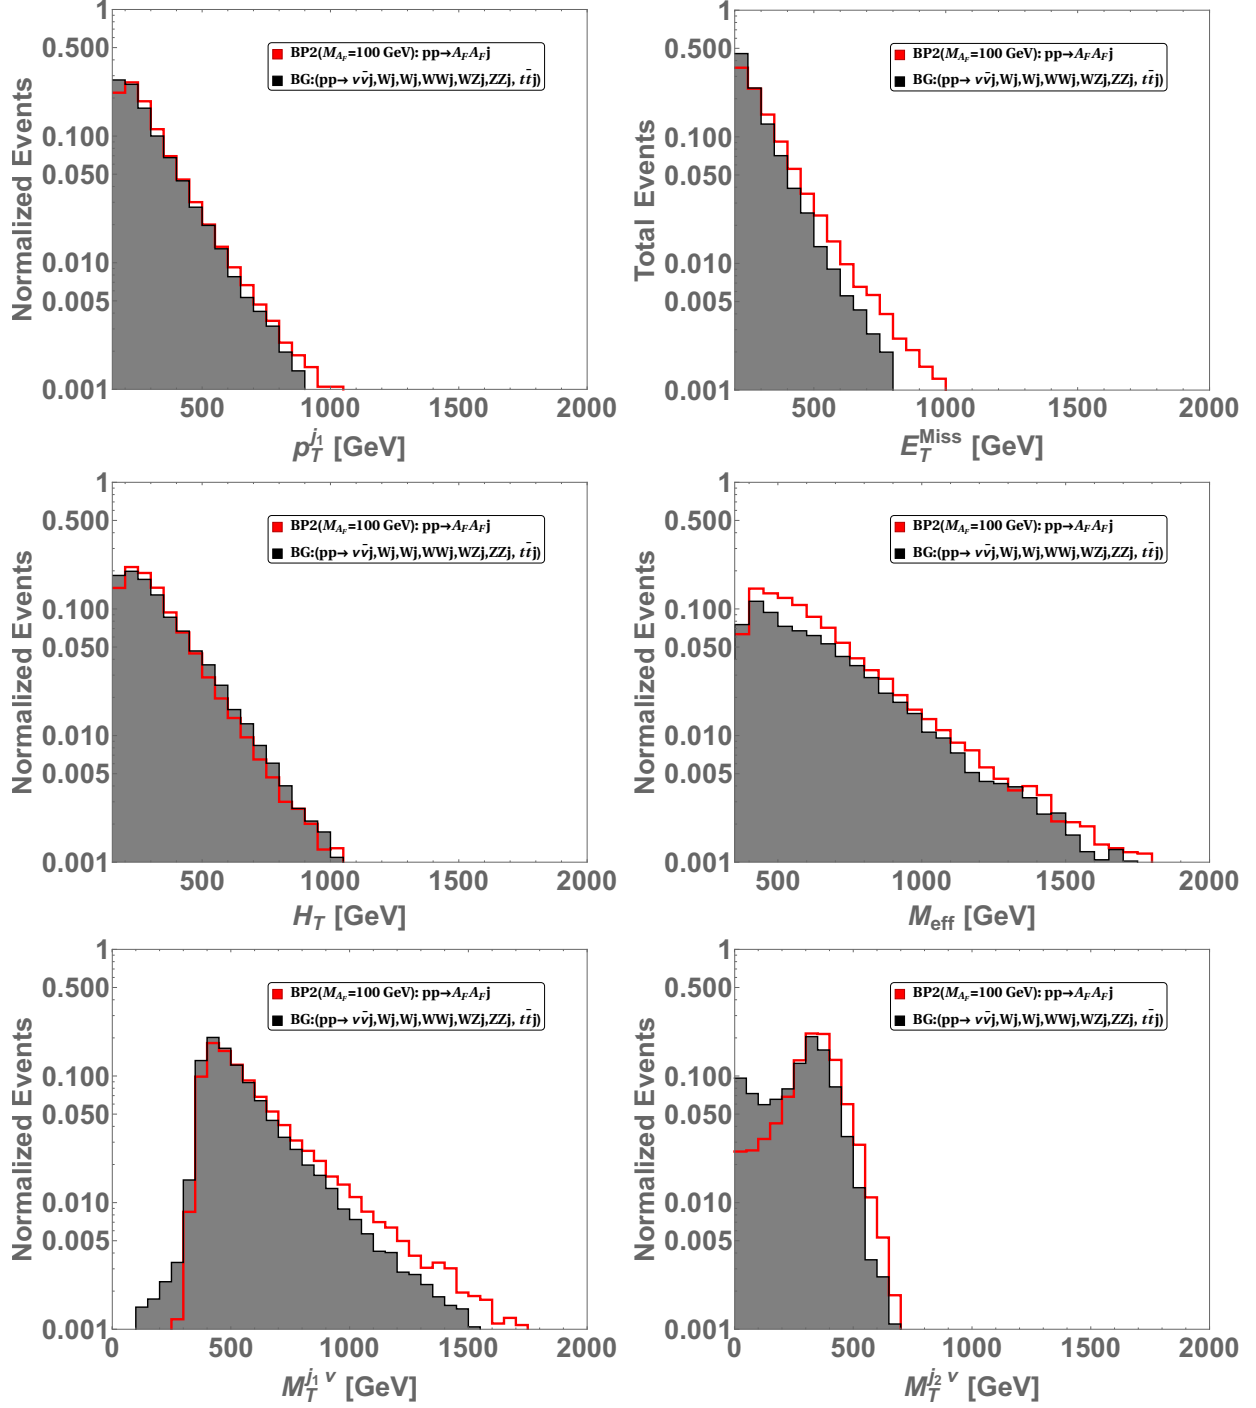 1
0.500
0.100
0.050
0.010
0.005
0.001
Normalized Events
BP2(M_{A_F}=100 GeV): pp→A_F A_F j
BG:(pp→ νν̄j,Wj,Wj,WWj,WZj,ZZj, tt̄j)
500 1000 1500 2000
p_T^{j_1} [GeV]
1
0.500
0.100
0.050
0.010
0.005
0.001
Total Events
BP2(M_{A_F}=100 GeV): pp→A_F A_F j
BG:(pp→ νν̄j,Wj,Wj,WWj,WZj,ZZj, tt̄j)
500 1000 1500 2000
E_T^{Miss} [GeV]
1
0.500
0.100
0.050
0.010
0.005
0.001
Normalized Events
BP2(M_{A_F}=100 GeV): pp→A_F A_F j
BG:(pp→ νν̄j,Wj,Wj,WWj,WZj,ZZj, tt̄j)
500 1000 1500 2000
H_T [GeV]
1
0.500
0.100
0.050
0.010
0.005
0.001
Normalized Events
BP2(M_{A_F}=100 GeV): pp→A_F A_F j
BG:(pp→ νν̄j,Wj,Wj,WWj,WZj,ZZj, tt̄j)
500 1000 1500 2000
M_{eff} [GeV]
1
0.500
0.100
0.050
0.010
0.005
0.001
Normalized Events
BP2(M_{A_F}=100 GeV): pp→A_F A_F j
BG:(pp→ νν̄j,Wj,Wj,WWj,WZj,ZZj, tt̄j)
0 500 1000 1500 2000
M_T^{j_1 ν} [GeV]
1
0.500
0.100
0.050
0.010
0.005
0.001
Normalized Events
BP2(M_{A_F}=100 GeV): pp→A_F A_F j
BG:(pp→ νν̄j,Wj,Wj,WWj,WZj,ZZj, tt̄j)
0 500 1000 1500 2000
M_T^{j_2 ν} [GeV]